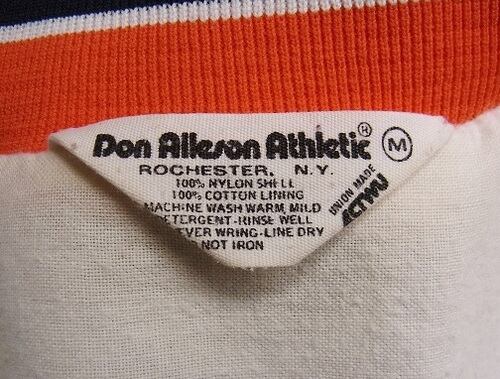 Don Alleson Athletic® M
ROCHESTER, N.Y.
100% NYLON SHELL
100% COTTON LINING
MACHINE WASH WARM, MILD
DETERGENT-RINSE WELL
EVER WRING-LINE DRY
NOT IRON
UNION MADE
ACTWU